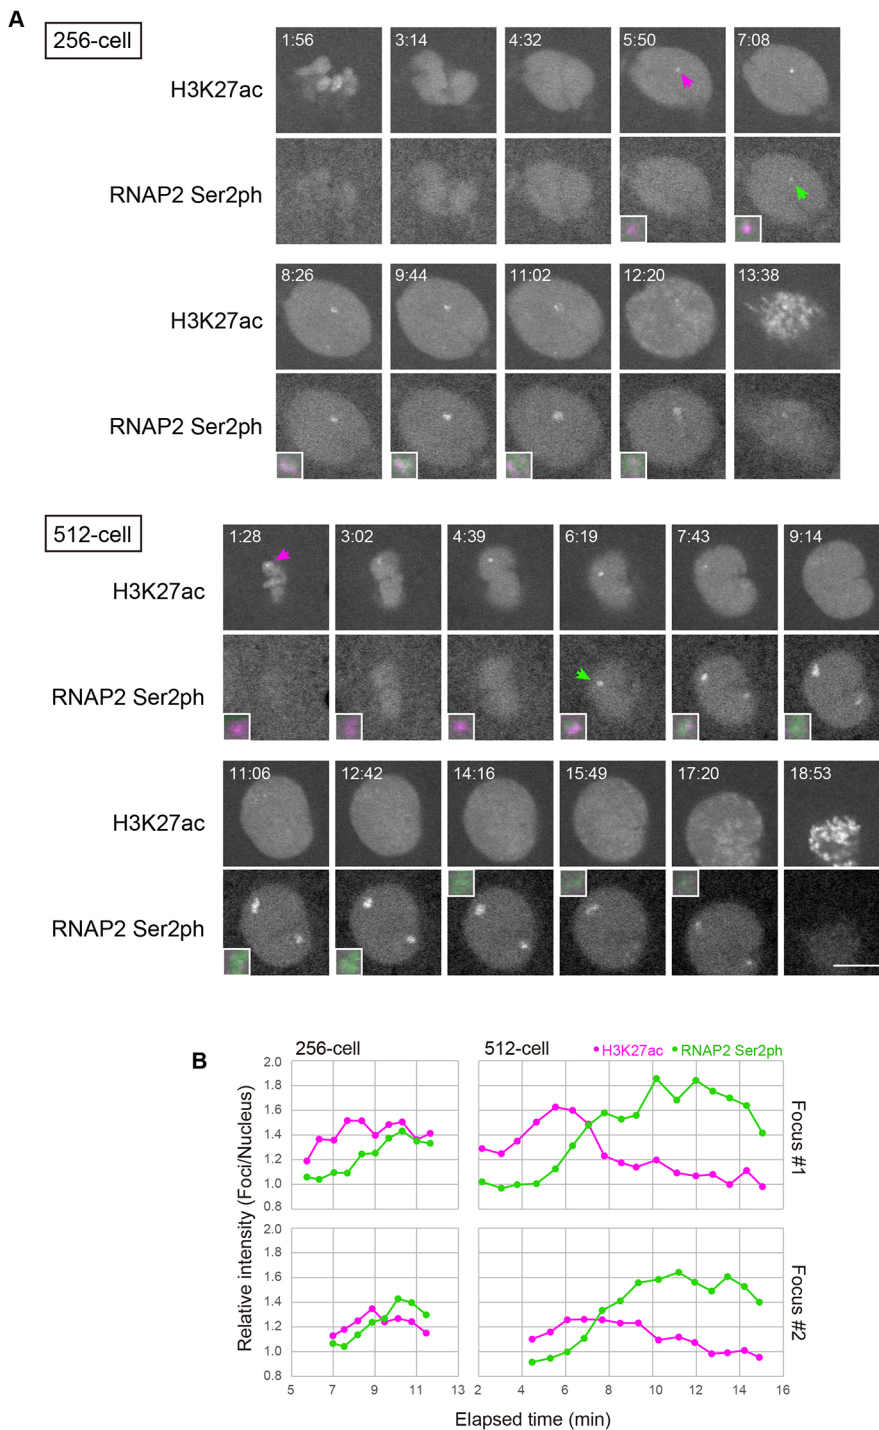 A
256-cell
1:56 3:14 4:32 5:50 7:08
H3K27ac
RNAP2 Ser2ph
8:26 9:44 11:02 12:20 13:38
H3K27ac
RNAP2 Ser2ph
512-cell
1:28 3:02 4:39 6:19 7:43 9:14
H3K27ac
RNAP2 Ser2ph
11:06 12:42 14:16 15:49 17:20 18:53
H3K27ac
RNAP2 Ser2ph
B
256-cell 512-cell H3K27ac RNAP2 Ser2ph
Relative intensity (Foci/Nucleus)
2.0
1.8
1.6
1.4
1.2
1.0
0.8
Focus #1
2.0
1.8
1.6
1.4
1.2
1.0
0.8
Focus #2
5 7 9 11 13 2 4 6 8 10 12 14 16
Elapsed time (min)